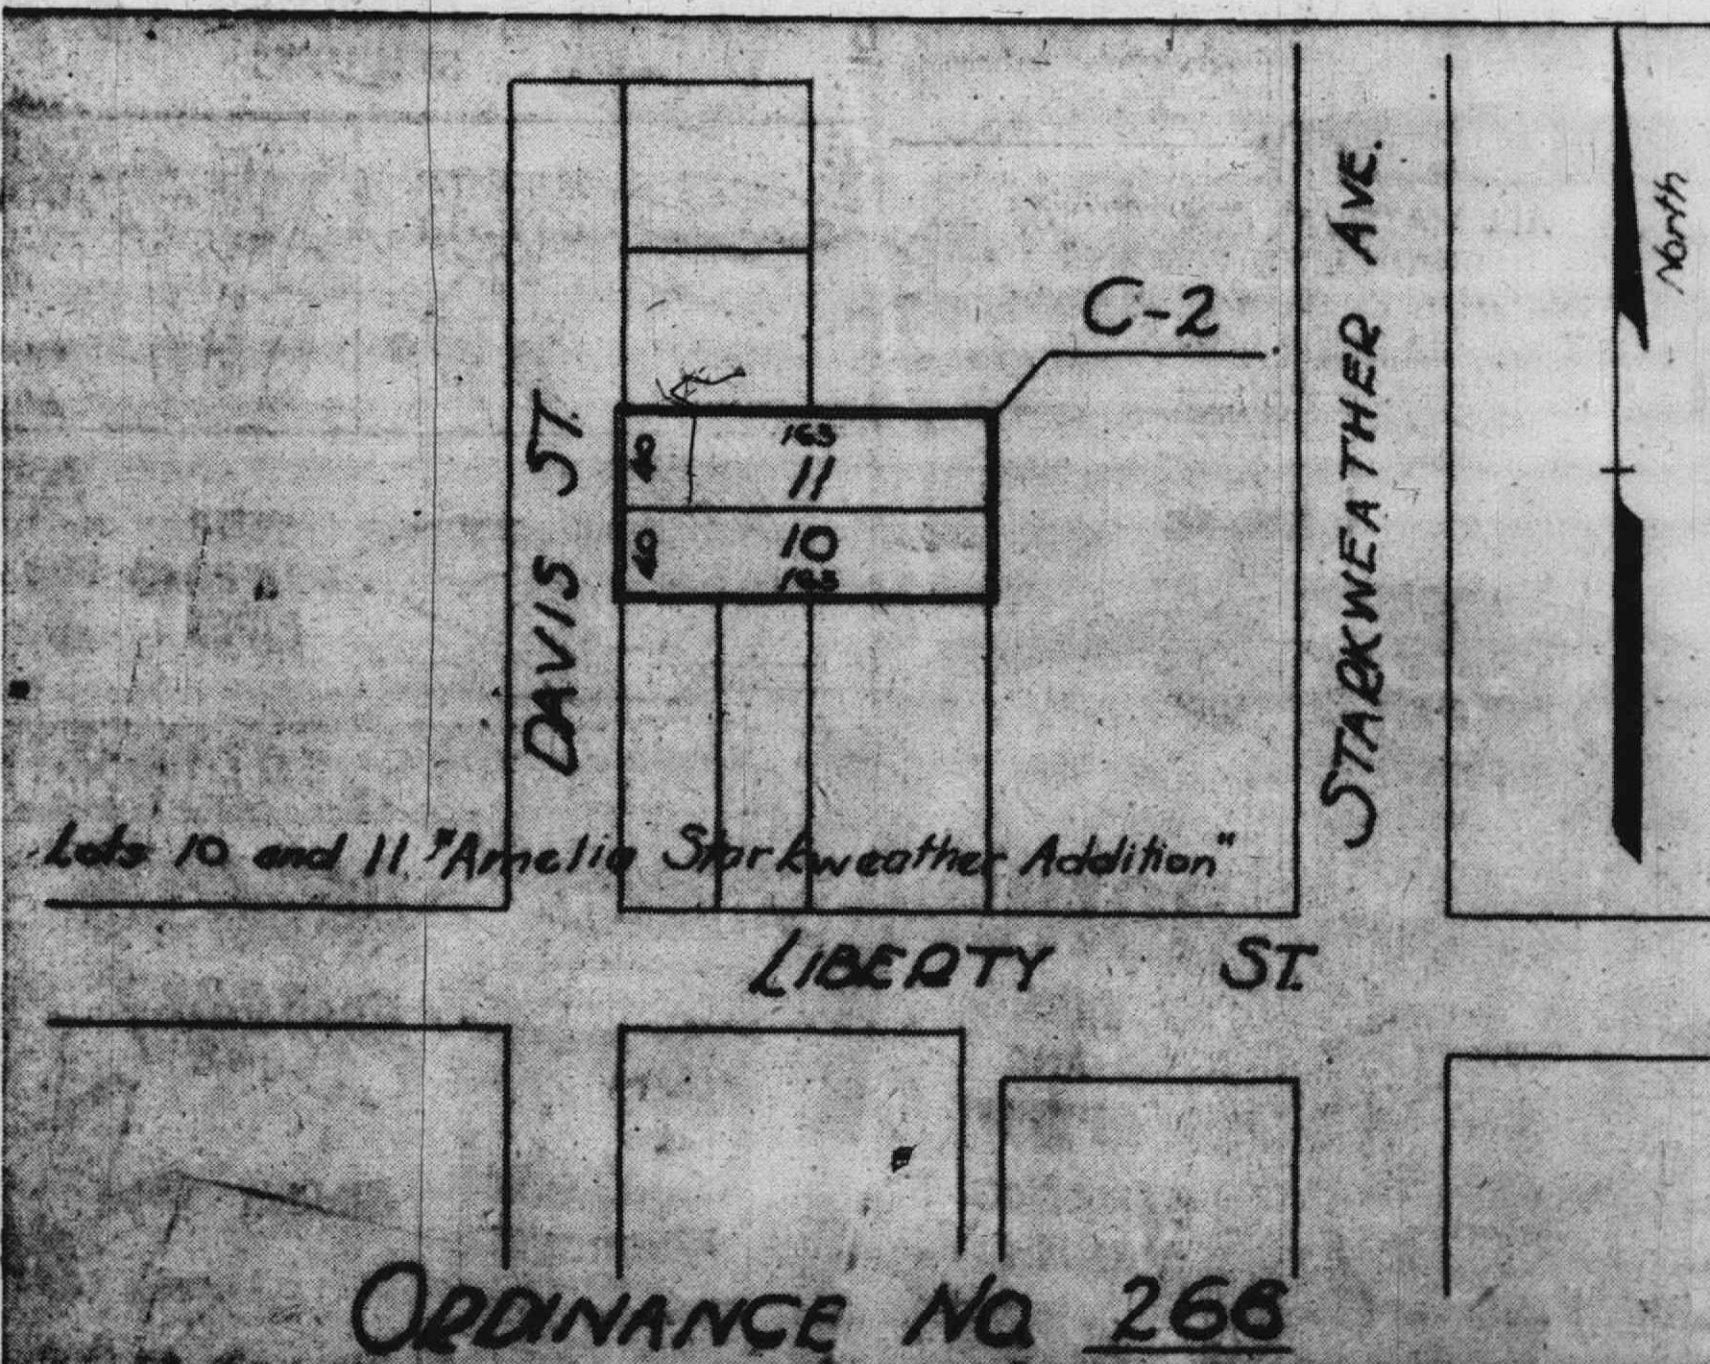 North
STARKWEATHER AVE.
C-2
DAVIS ST.
40
165
11
40
10
165
Lots 10 and 11 "Amelia Starkweather Addition"
LIBERTY ST.
ORDINANCE NO. 266